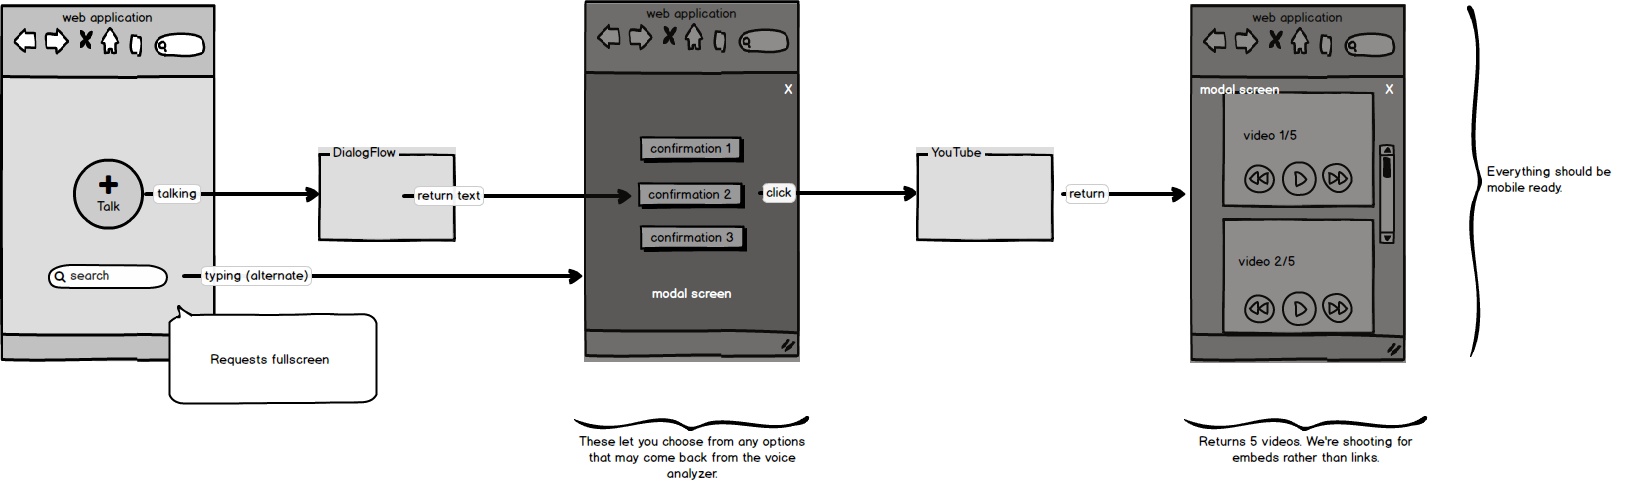 web application
+
Talk
talking
search
typing (alternate)
Requests fullscreen
DialogFlow
return text
web application
X
confirmation 1
confirmation 2
confirmation 3
modal screen
These let you choose from any options
that may come back from the voice
analyzer.
click
YouTube
return
web application
modal screen
X
video 1/5
video 2/5
Returns 5 videos. We're shooting for
embeds rather than links.
Everything should be
mobile ready.